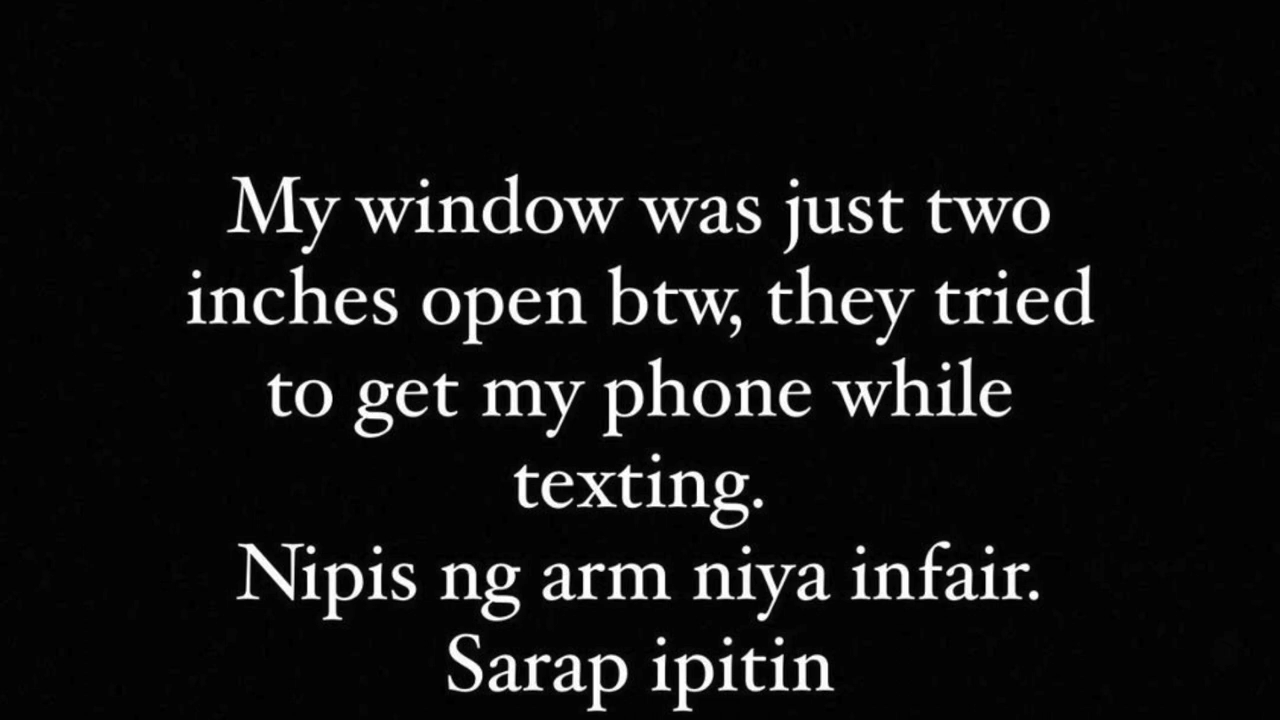 My window was just two
inches open btw, they tried
to get my phone while
texting.
Nipis ng arm niya infair.
Sarap ipitin